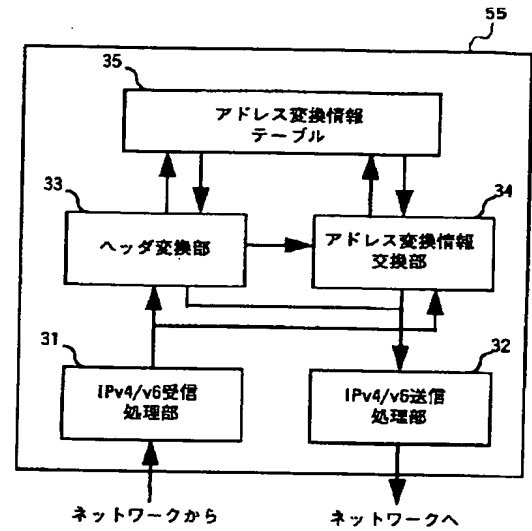 55
35
アドレス変換情報
テーブル
33
ヘッダ変換部
34
アドレス変換情報
交換部
31
IPv4/v6受信
処理部
32
IPv4/v6送信
処理部
ネットワークから
ネットワークへ